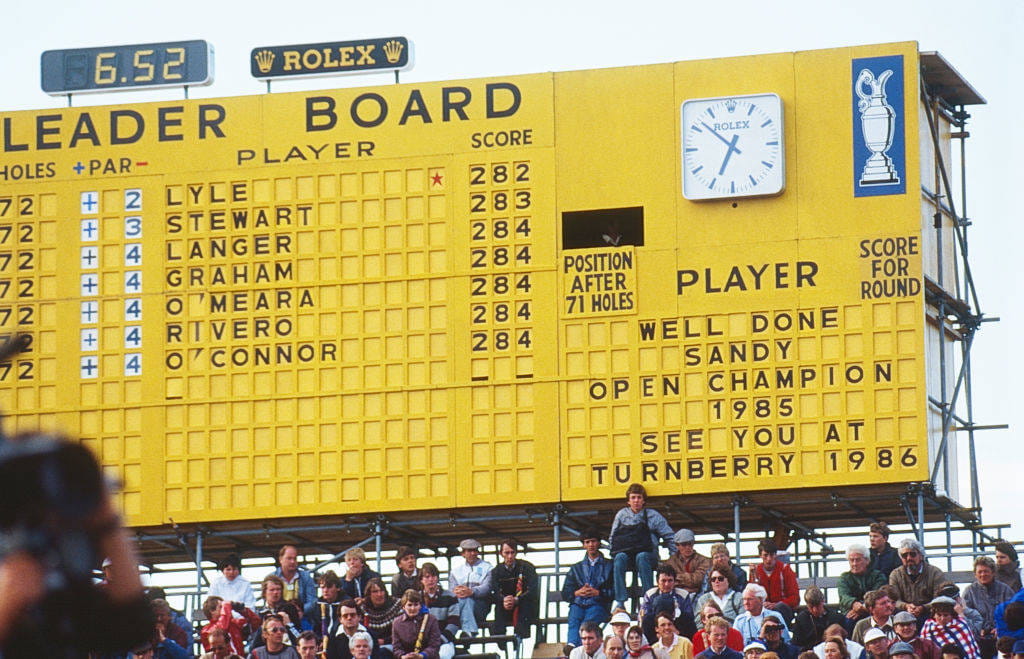 6.52
ROLEX
LEADER BOARD
HOLES +PAR- PLAYER SCORE
72 +2 LYLE ★ 282
72 +3 STEWART 283
72 +4 LANGER 284
72 +4 GRAHAM 284
72 +4 O'MEARA 284
72 +4 RIVERO 284
72 +4 O'CONNOR 284
ROLEX
POSITION
AFTER
71 HOLES
PLAYER
SCORE
FOR
ROUND
WELL DONE
SANDY
OPEN CHAMPION
1985
SEE YOU AT
TURNBERRY 1986